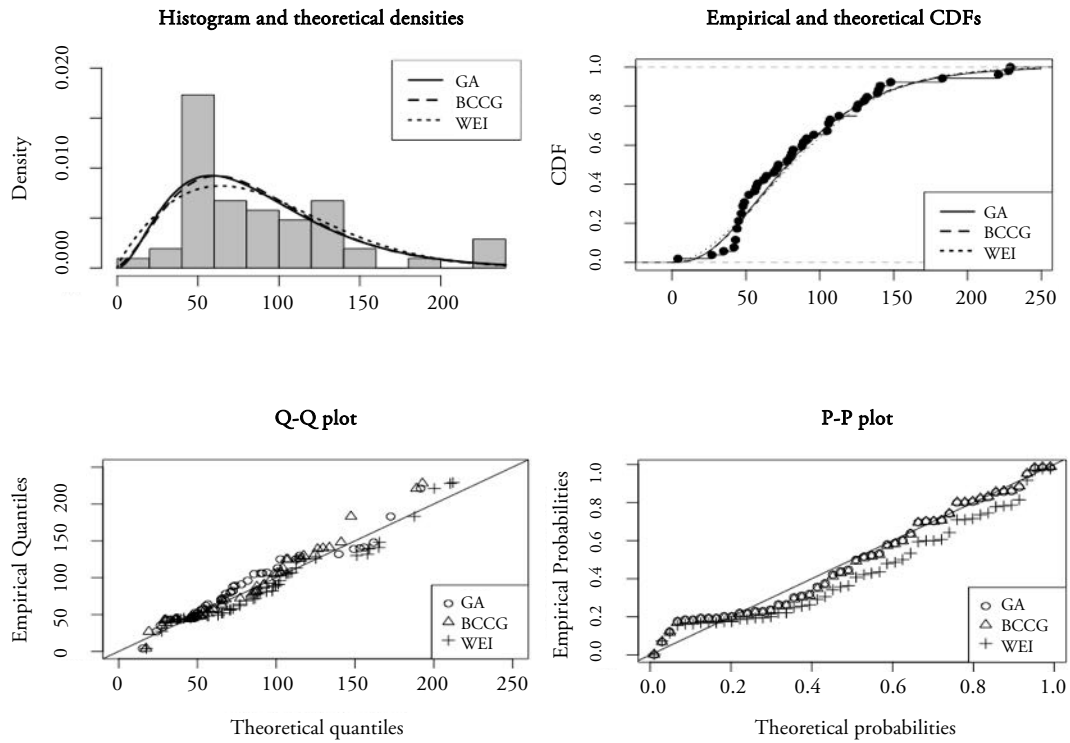 Histogram and theoretical densities
Density
0.000 0.010 0.020
0 50 100 150 200
GA
BCCG
WEI
Empirical and theoretical CDFs
CDF
0.0 0.2 0.4 0.6 0.8 1.0
0 50 100 150 200 250
GA
BCCG
WEI
Q-Q plot
Empirical Quantiles
0 50 100 150 200
0 50 100 150 200 250
Theoretical quantiles
GA
BCCG
WEI
P-P plot
Empirical Probabilities
0.0 0.2 0.4 0.6 0.8 1.0
0.0 0.2 0.4 0.6 0.8 1.0
Theoretical probabilities
GA
BCCG
WEI